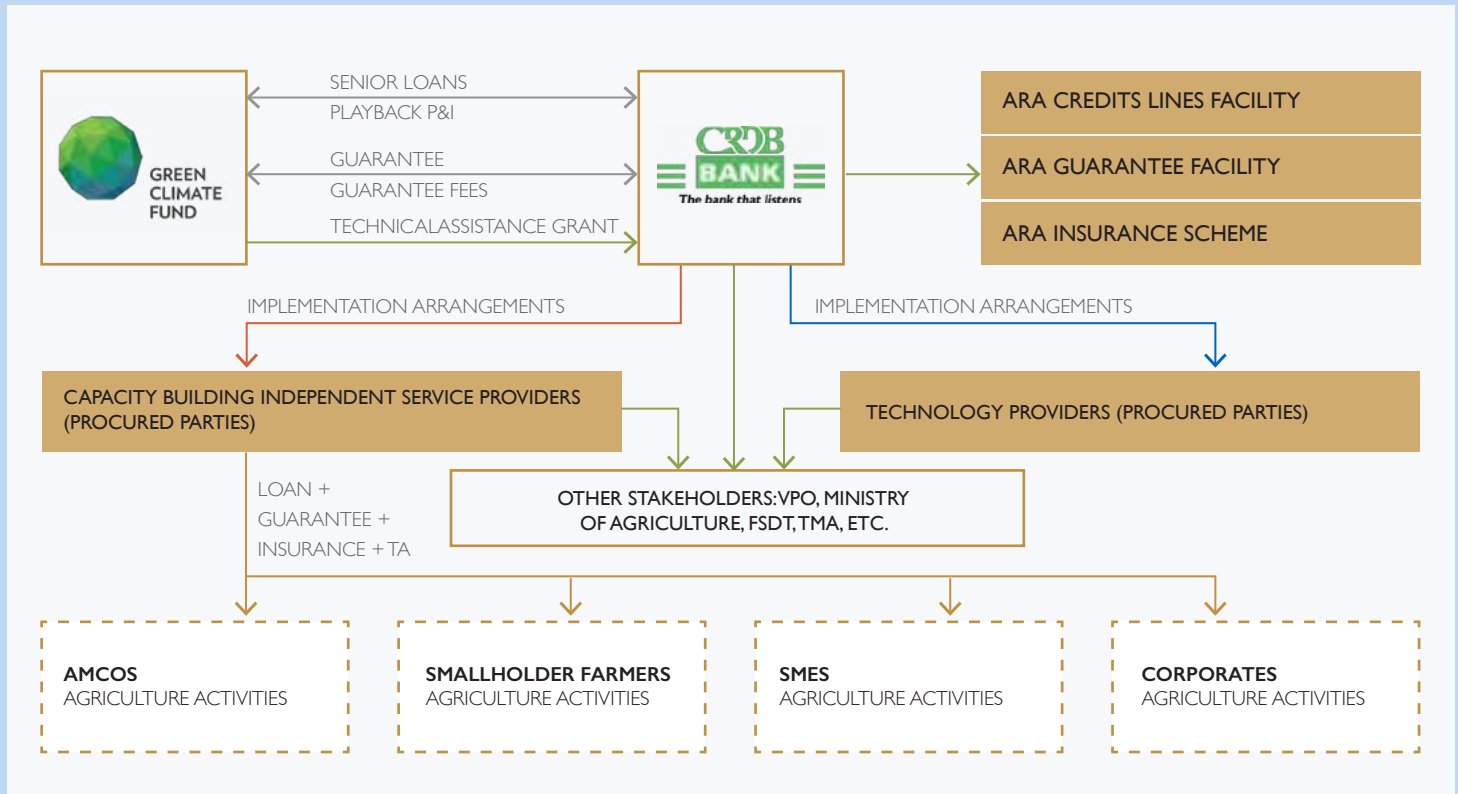 SENIOR LOANS
PLAYBACK P&I
GUARANTEE
GUARANTEE FEES
TECHNICALASSISTANCE GRANT
GREEN
CLIMATE
FUND
CRDB
BANK
The bank that listens
ARA CREDITS LINES FACILITY
ARA GUARANTEE FACILITY
ARA INSURANCE SCHEME
IMPLEMENTATION ARRANGEMENTS
IMPLEMENTATION ARRANGEMENTS
CAPACITY BUILDING INDEPENDENT SERVICE PROVIDERS
(PROCURED PARTIES)
TECHNOLOGY PROVIDERS (PROCURED PARTIES)
OTHER STAKEHOLDERS: VPO, MINISTRY
OF AGRICULTURE, FSDT, TMA, ETC.
LOAN +
GUARANTEE +
INSURANCE + TA
AMCOS
AGRICULTURE ACTIVITIES
SMALLHOLDER FARMERS
AGRICULTURE ACTIVITIES
SMES
AGRICULTURE ACTIVITIES
CORPORATES
AGRICULTURE ACTIVITIES